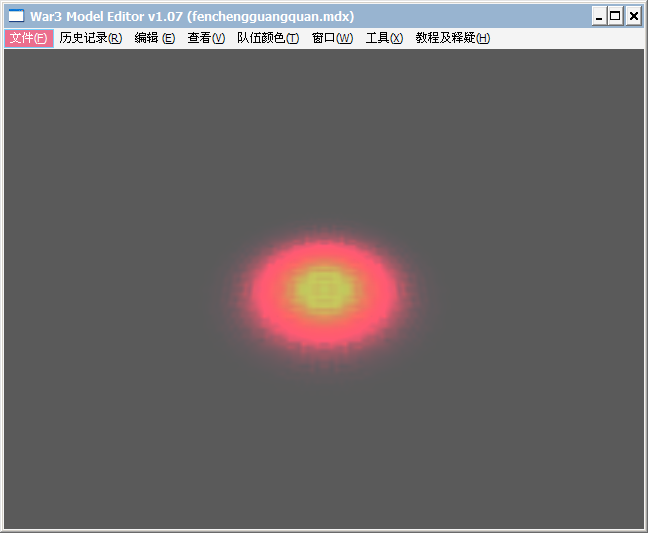 War3 Model Editor v1.07 (fenchengguangquan.mdx)
文件(F) 历史记录(R) 编辑 (E) 查看(V) 队伍颜色(T) 窗口(W) 工具(X) 教程及释疑(H)